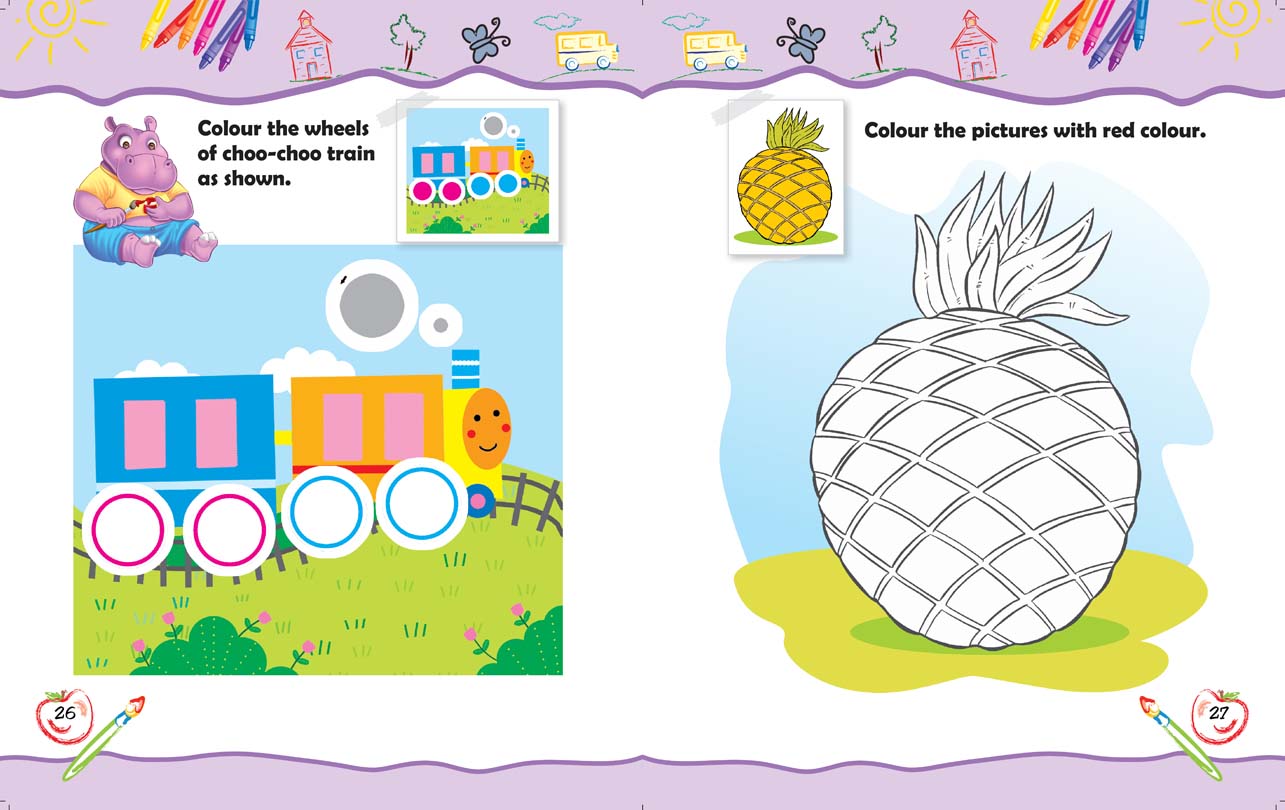 Colour the wheels
of choo-choo train
as shown.
Colour the pictures with red colour.
26
27